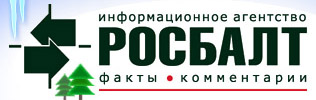 информационное агентство
РОСБАЛТ
факты • комментарии